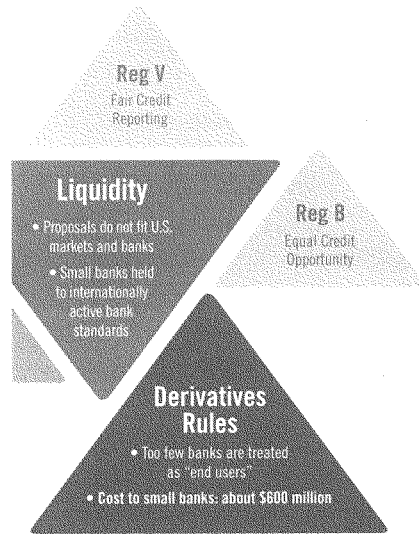 Reg V
Fair Credit
Reporting
Liquidity
• Proposals do not fit U.S.
markets and banks
• Small banks held
to internationally
active bank
standards
Reg B
Equal Credit
Opportunity
Derivatives
Rules
• Too few banks are treated
as “end users”
• Cost to small banks: about $600 million